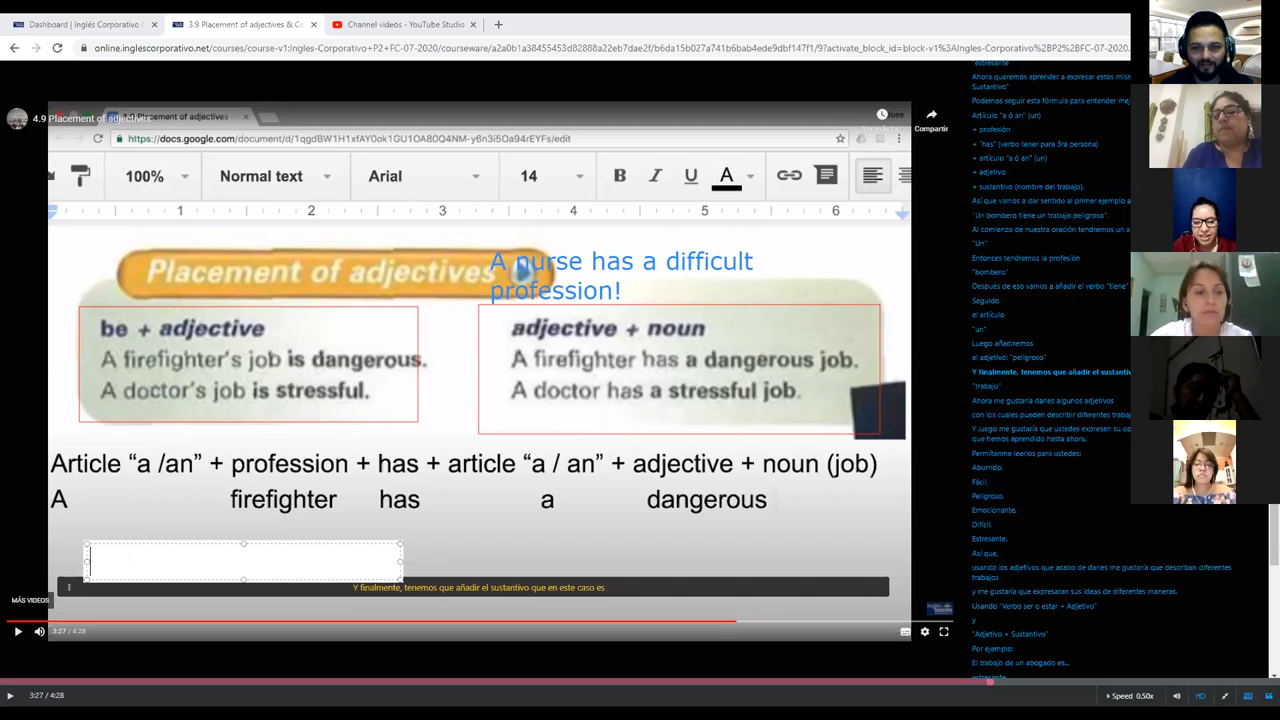 Dashboard | Inglés Corporativo
3.9 Placement of adjectives & Co
Channel videos - YouTube Studio
online.inglescorporativo.net/courses/course-v1:Ingles-Corporativo+P2+FC-07-2020/courseware/a2a0b1a38455453d82888a22eb7dae2f/b6da15b027a741b6bab4ede9dbf147f1/9?activate_block_id=block-v1%3AIngles-Corporativo%2BP2%2BFC-07-2020...
4.9 Placement of adjectives
https://docs.google.com/document/d/1qgdBW1H1xfAY0ok1GU1OA80Q4NM-y6n3i5Oa94rEYFs/edit
Compartir
100% Normal text Arial 14 B I U A
1 2 3 4 5 6
Placement of adjectives
A nurse has a difficult
profession!
be + adjective
A firefighter's job is dangerous.
A doctor's job is stressful.
adjective + noun
A firefighter has a dangerous job.
A doctor has a stressful job.
Article "a /an" + profession + has + article "a / an" + adjective + noun (job)
A firefighter has a dangerous
Y finalmente, tenemos que añadir el sustantivo que en este caso es
MÁS VIDEOS
3:27 / 4:28
"estresante
Ahora queremos aprender a expresar estos mism
Sustantivo"
Podemos seguir esta fórmula para entender mej
Artículo "a ó an" (un)
+ profesión
+ "has" (verbo tener para 3ra persona)
+ artículo "a ó an" (un)
+ adjetivo
+ sustantivo (nombre del trabajo).
Así que vamos a dar sentido al primer ejemplo a
"Un bombero tiene un trabajo peligroso".
Al comienzo de nuestra oración tendremos un a
"Un"
Entonces tendremos la profesión
"bombero"
Después de eso vamos a añadir el verbo "tiene"
Seguido
el artículo
"un"
Luego añadiremos
el adjetivo: "peligroso"
Y finalmente, tenemos que añadir el sustantiv
"trabajo"
Ahora me gustaría darles algunos adjetivos
con los cuales pueden describir diferentes trabaj
Y luego me gustaría que ustedes expresen su op
que hemos aprendido hasta ahora.
Permítanme leerlos para ustedes:
Aburrido.
Fácil.
Peligroso.
Emocionante.
Difícil.
Estresante.
Así que,
usando los adjetivos que acabo de darles me gustaría que describan diferentes
trabajos
y me gustaría que expresaran sus ideas de diferentes maneras.
Usando "Verbo ser o estar + Adjetivo"
y
"Adjetivo + Sustantivo"
Por ejemplo:
El trabajo de un abogado es...
estresante
3:27 / 4:28
Speed 0.50x
HD